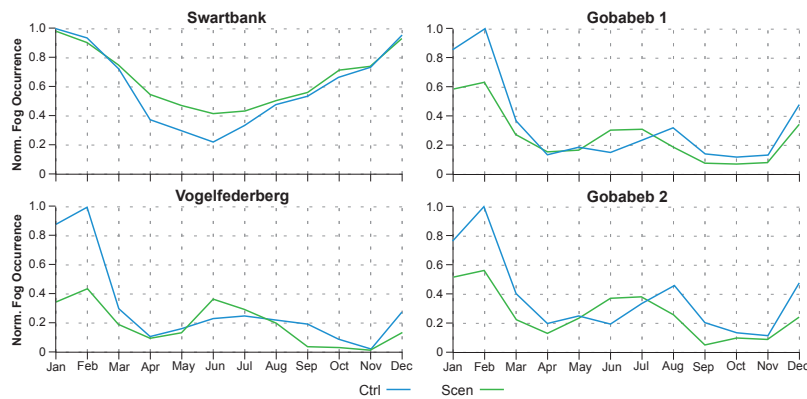 Swartbank
Gobabeb 1
Norm. Fog Occurrence
1.0
0.8
0.6
0.4
0.2
0
1.0
0.8
0.6
0.4
0.2
0
Vogelfederberg
Gobabeb 2
Norm. Fog Occurrence
1.0
0.8
0.6
0.4
0.2
0
Jan Feb Mar Apr May Jun Jul Aug Sep Oct Nov Dec
1.0
0.8
0.6
0.4
0.2
0
Jan Feb Mar Apr May Jun Jul Aug Sep Oct Nov Dec
Ctrl Scen